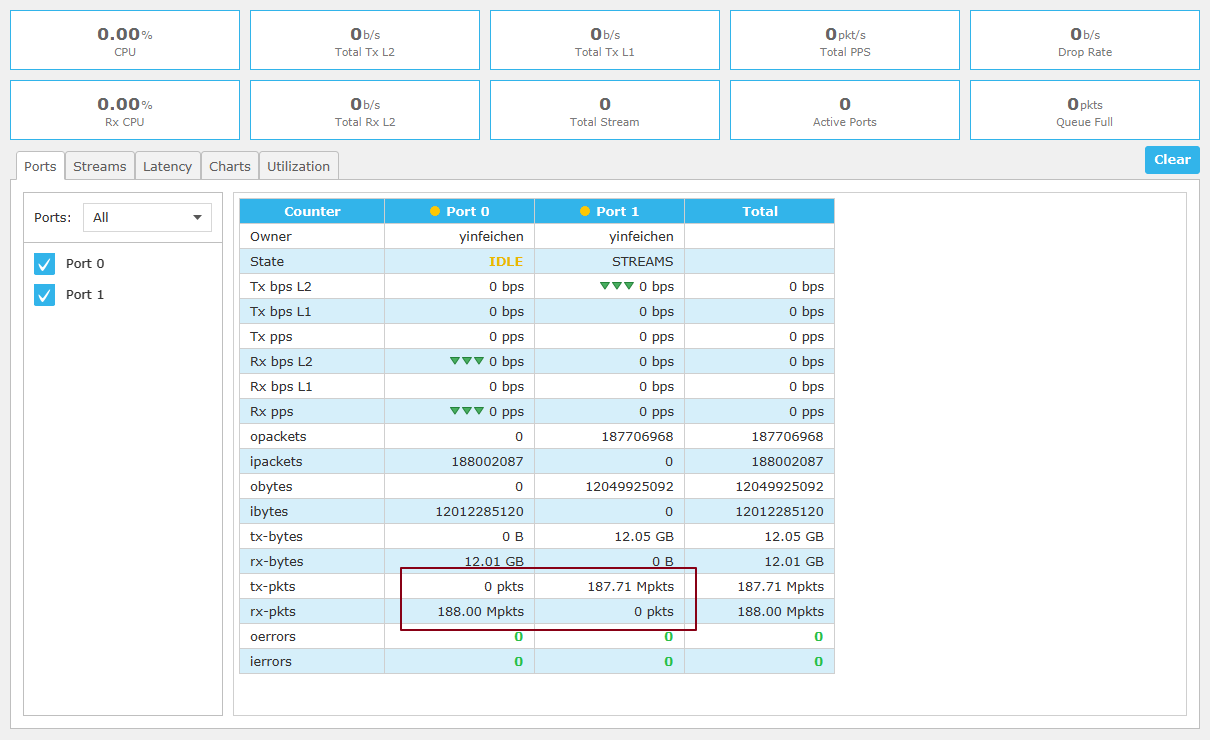 0.00% 0b/s 0b/s 0pkt/s 0b/s
CPU Total Tx L2 Total Tx L1 Total PPS Drop Rate
0.00% 0b/s 0 0 0pkts
Rx CPU Total Rx L2 Total Stream Active Ports Queue Full
Ports Streams Latency Charts Utilization Clear
Ports: All
Port 0
Port 1
Counter Port 0 Port 1 Total
Owner yinfeichen yinfeichen
State IDLE STREAMS
Tx bps L2 0 bps 0 bps 0 bps
Tx bps L1 0 bps 0 bps 0 bps
Tx pps 0 pps 0 pps 0 pps
Rx bps L2 0 bps 0 bps 0 bps
Rx bps L1 0 bps 0 bps 0 bps
Rx pps 0 pps 0 pps 0 pps
opackets 0 187706968 187706968
ipackets 188002087 0 188002087
obytes 0 12049925092 12049925092
ibytes 12012285120 0 12012285120
tx-bytes 0 B 12.05 GB 12.05 GB
rx-bytes 12.01 GB 0 B 12.01 GB
tx-pkts 0 pkts 187.71 Mpkts 187.71 Mpkts
rx-pkts 188.00 Mpkts 0 pkts 188.00 Mpkts
oerrors 0 0 0
ierrors 0 0 0